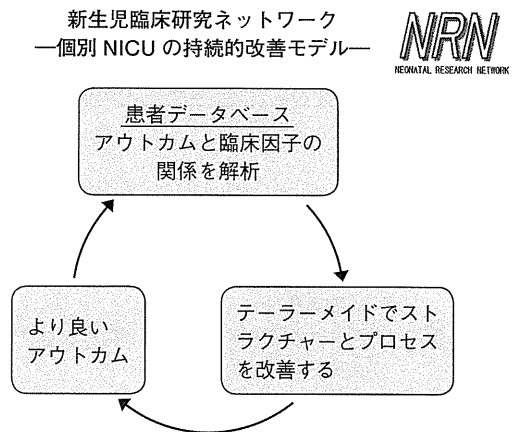 新生児臨床研究ネットワーク
―個別 NICU の持続的改善モデル―
NRN
NEONATAL RESEARCH NETWORK
患者データベース
アウトカムと臨床因子の
関係を解析
テーラーメイドでスト
ラクチャーとプロセス
を改善する
より良い
アウトカム